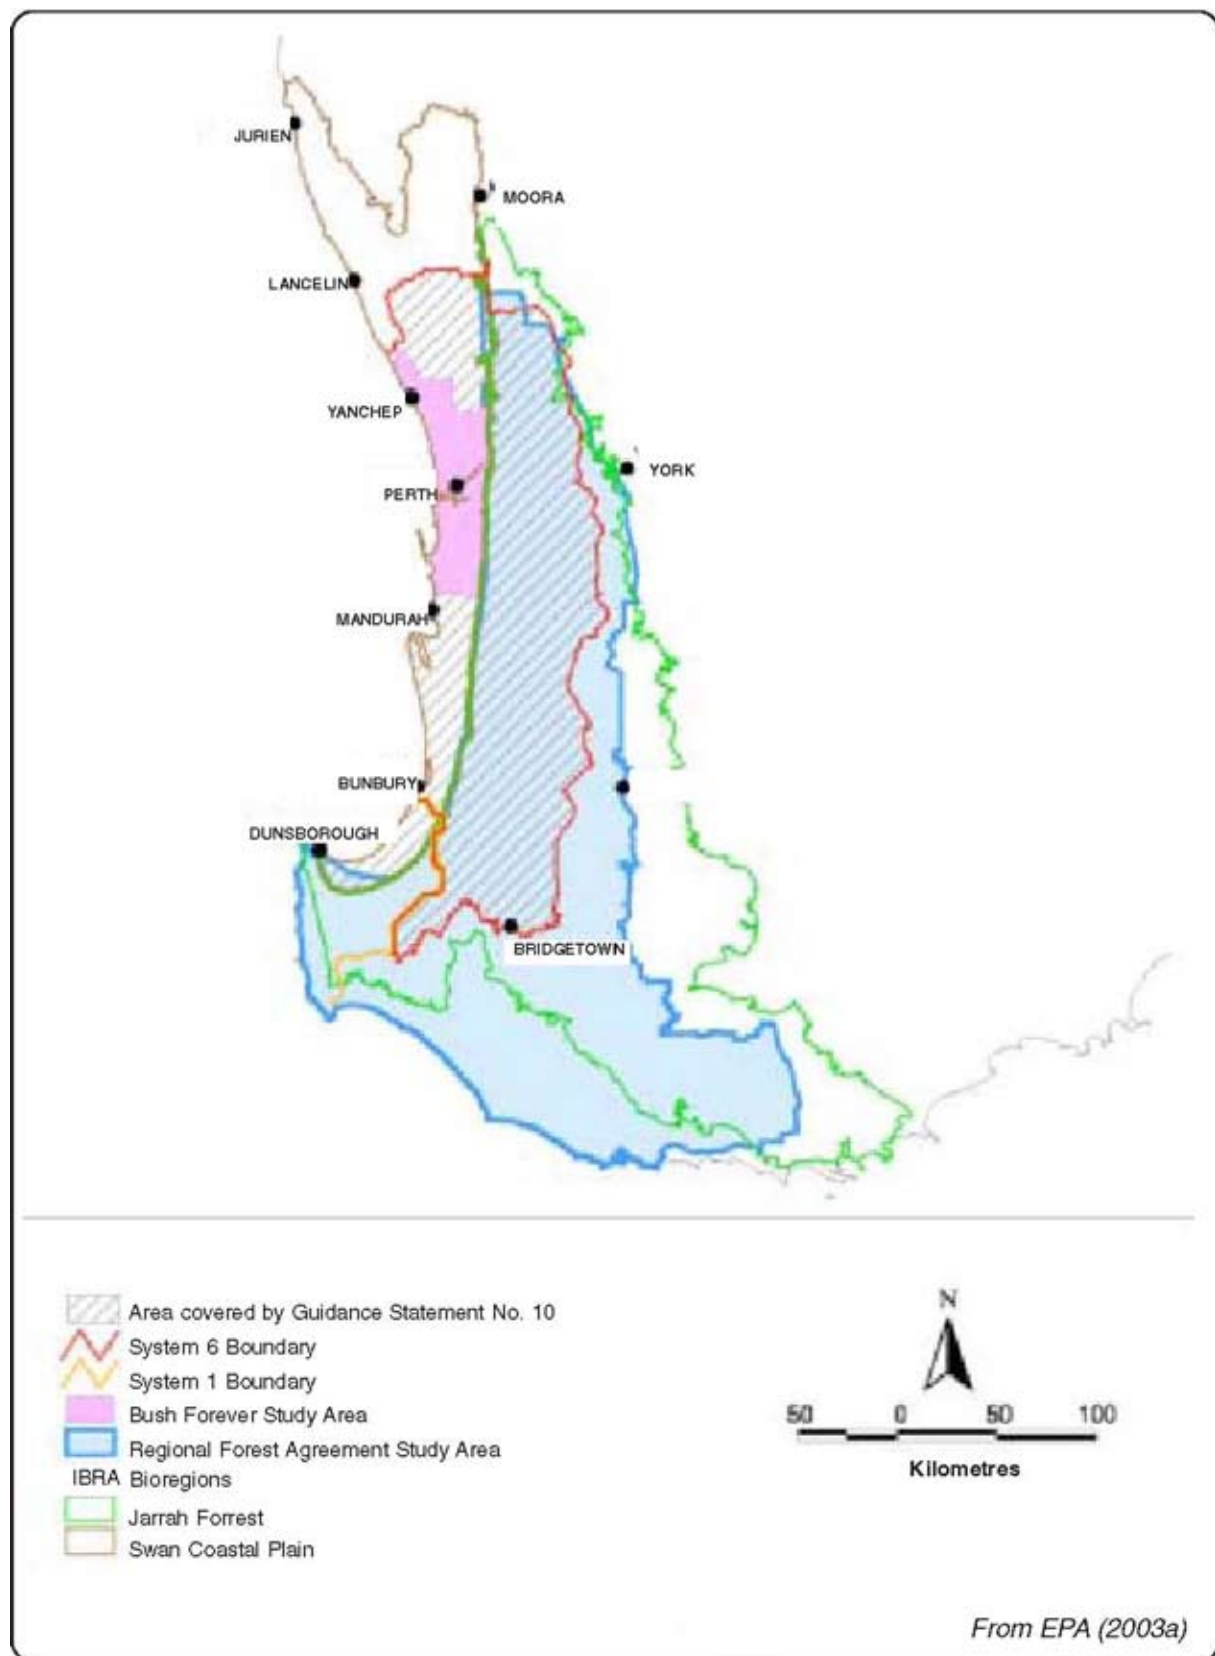 JURIEN
MOORA
LANCELIN
YANCHEP
YORK
PERTH
MANDURAH
BUNBURY
DUNSBOROUGH
BRIDGETOWN
Area covered by Guidance Statement No. 10
System 6 Boundary
System 1 Boundary
Bush Forever Study Area
Regional Forest Agreement Study Area
IBRA Bioregions
Jarrah Forrest
Swan Coastal Plain
N
50 0 50 100
Kilometres
From EPA (2003a)